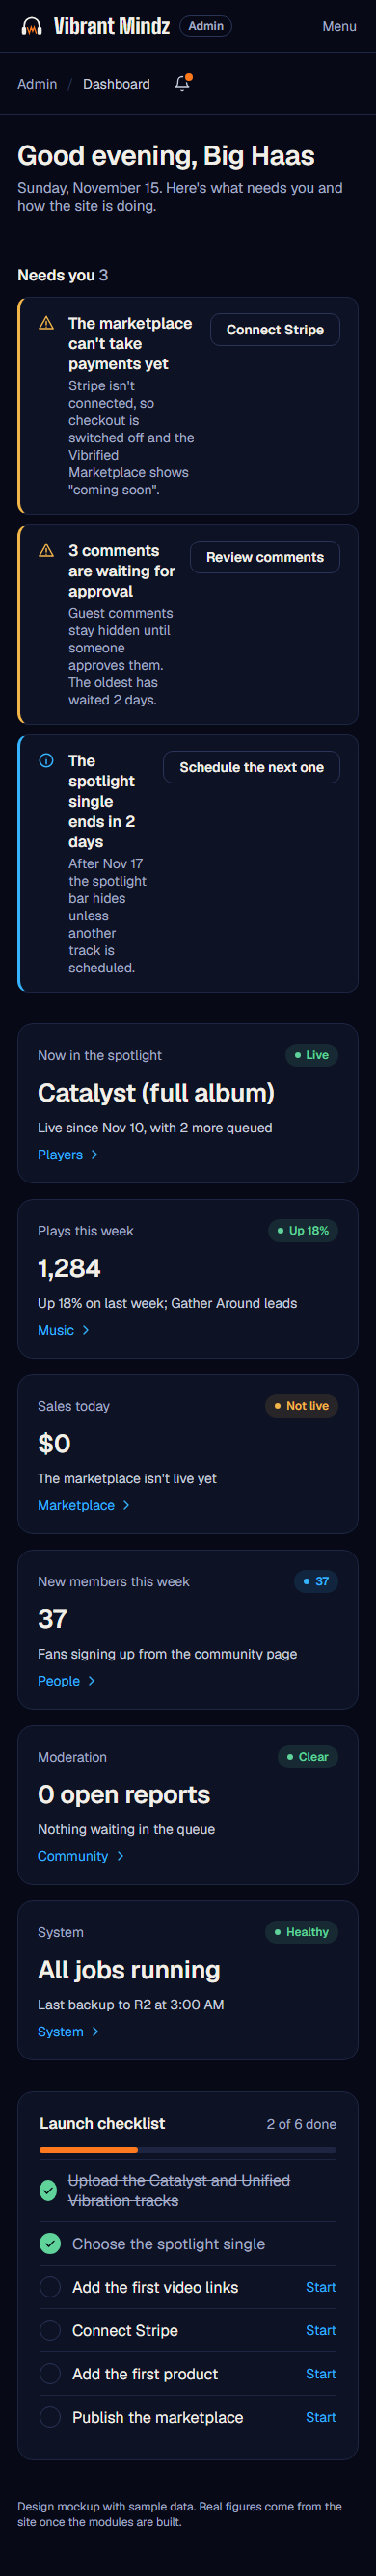 Vibrant Mindz Admin Menu
Admin / Dashboard
Good evening, Big Haas
Sunday, November 15. Here's what needs you and
how the site is doing.
Needs you 3
The marketplace
can't take
payments yet
Connect Stripe
Stripe isn't
connected, so
checkout is
switched off and the
Vibrified
Marketplace shows
"coming soon".
3 comments
are waiting for
approval
Review comments
Guest comments
stay hidden until
someone
approves them.
The oldest has
waited 2 days.
The
spotlight
single
ends in 2
days
Schedule the next one
After Nov 17
the spotlight
bar hides
unless
another
track is
scheduled.
Now in the spotlight Live
Catalyst (full album)
Live since Nov 10, with 2 more queued
Players
Plays this week Up 18%
1,284
Up 18% on last week; Gather Around leads
Music
Sales today Not live
$0
The marketplace isn't live yet
Marketplace
New members this week 37
37
Fans signing up from the community page
People
Moderation Clear
0 open reports
Nothing waiting in the queue
Community
System Healthy
All jobs running
Last backup to R2 at 3:00 AM
System
Launch checklist 2 of 6 done
Upload the Catalyst and Unified
Vibration tracks
Choose the spotlight single
Add the first video links Start
Connect Stripe Start
Add the first product Start
Publish the marketplace Start
Design mockup with sample data. Real figures come from the
site once the modules are built.